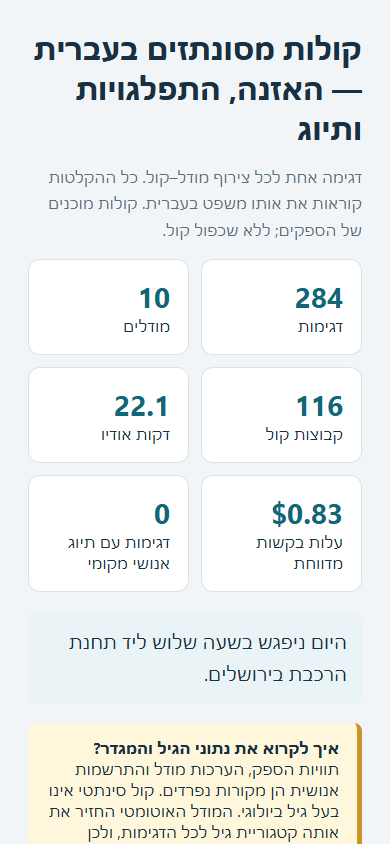 קולות מסונתזים בעברית
— האזנה, התפלגויות
ותיוג
דגימה אחת לכל צירוף מודל–קול. כל ההקלטות
קוראות את אותו משפט בעברית. קולות מוכנים
של הספקים; ללא שכפול קול.
284
דגימות
10
מודלים
116
קבוצות קול
22.1
דקות אודיו
$0.83
עלות בקשות
מדווחת
0
דגימות עם תיוג
אנושי מקומי
היום ניפגש בשעה שלוש ליד תחנת
הרכבת בירושלים.
איך לקרוא את נתוני הגיל והמגדר?
תוויות הספק, הערכות מודל והתרשמות
אנושית הן מקורות נפרדים. קול סינתטי אינו
בעל גיל ביולוגי. המודל האוטומטי החזיר את
אותה קטגוריית גיל לכל הדגימות, ולכן